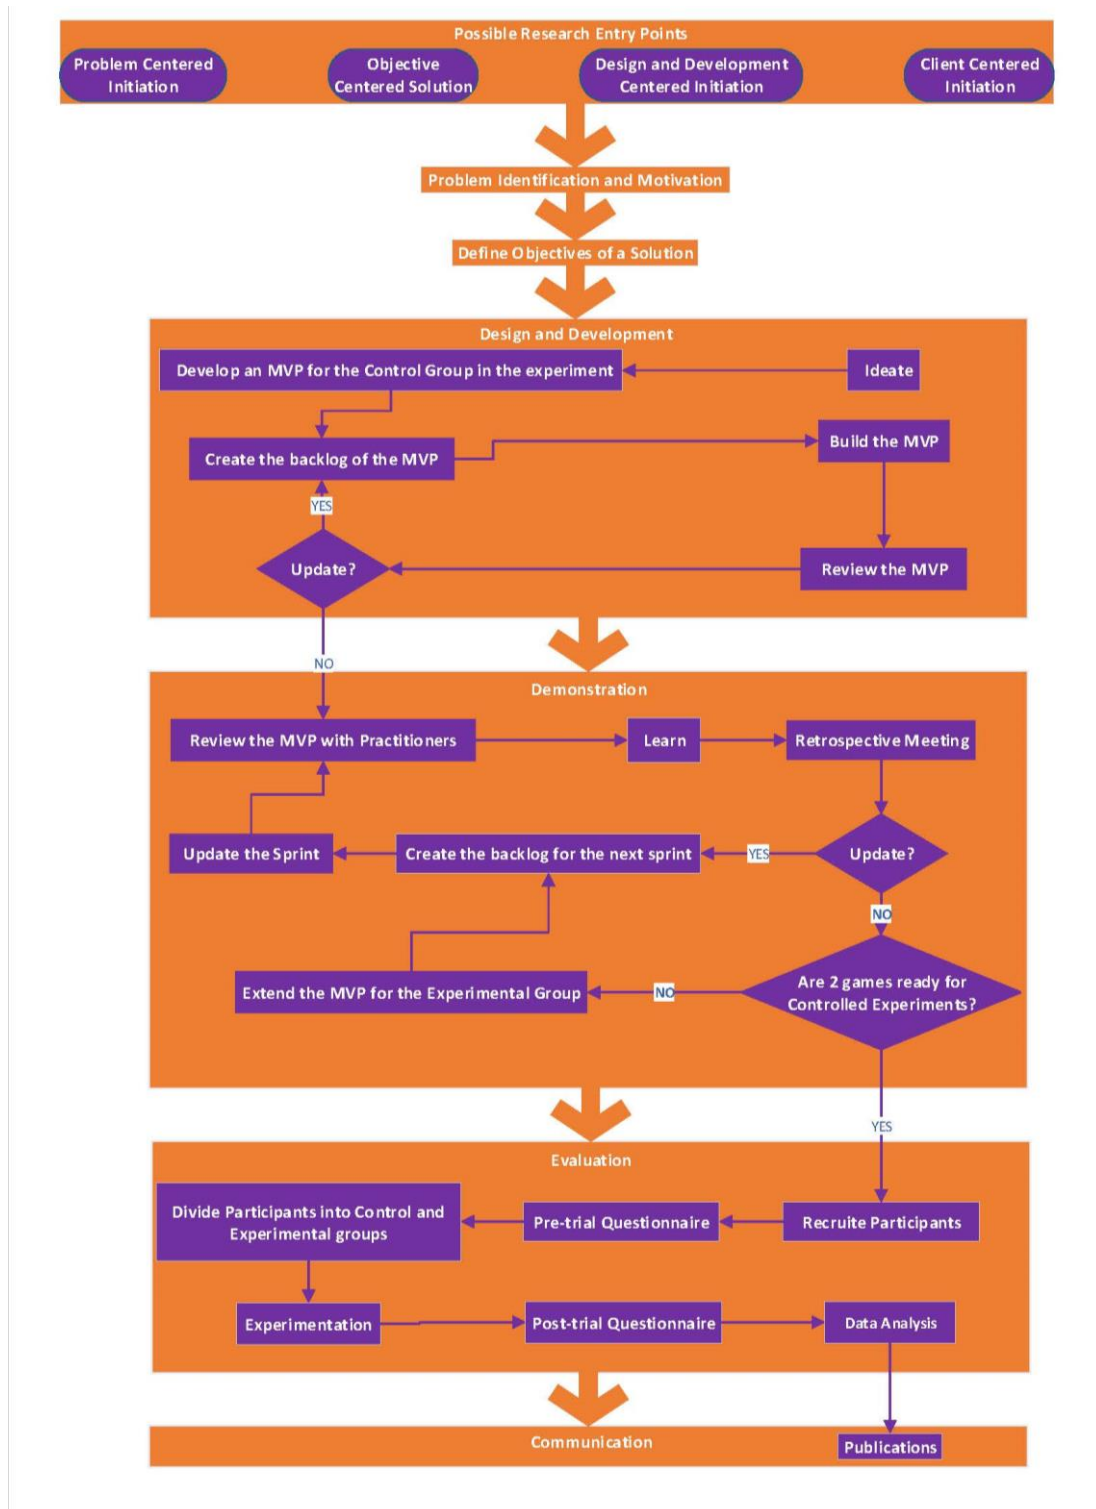 Possible Research Entry Points
Problem Centered
Initiation
Objective
Centered Solution
Design and Development
Centered Initiation
Client Centered
Initiation
Problem Identification and Motivation
Define Objectives of a Solution
Design and Development
Develop an MVP for the Control Group in the experiment
Ideate
Create the backlog of the MVP
Build the MVP
YES
Update?
Review the MVP
NO
Demonstration
Review the MVP with Practitioners
Learn
Retrospective Meeting
Update the Sprint
Create the backlog for the next sprint
YES
Update?
NO
Extend the MVP for the Experimental Group
NO
Are 2 games ready for
Controlled Experiments?
YES
Evaluation
Divide Participants into Control and
Experimental groups
Pre-trial Questionnaire
Recruite Participants
Experimentation
Post-trial Questionnaire
Data Analysis
Communication
Publications